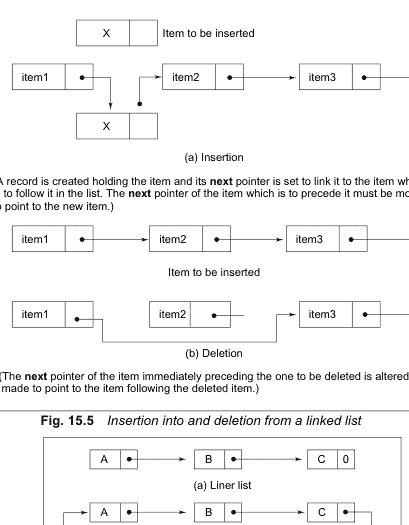 X Item to be inserted
item1 item2 item3
X
(a) Insertion
A record is created holding the item and its next pointer is set to link it to the item
to follow it in the list. The next pointer of the item which is to precede it must be
point to the new item.)
item1 item2 item3
Item to be inserted
item1 item2 item3
(b) Deletion
(The next pointer of the item immediately preceding the one to be deleted is altered
made to point to the item following the deleted item.)
Fig. 15.5 Insertion into and deletion from a linked list
A B C 0
(a) Liner list
A B C